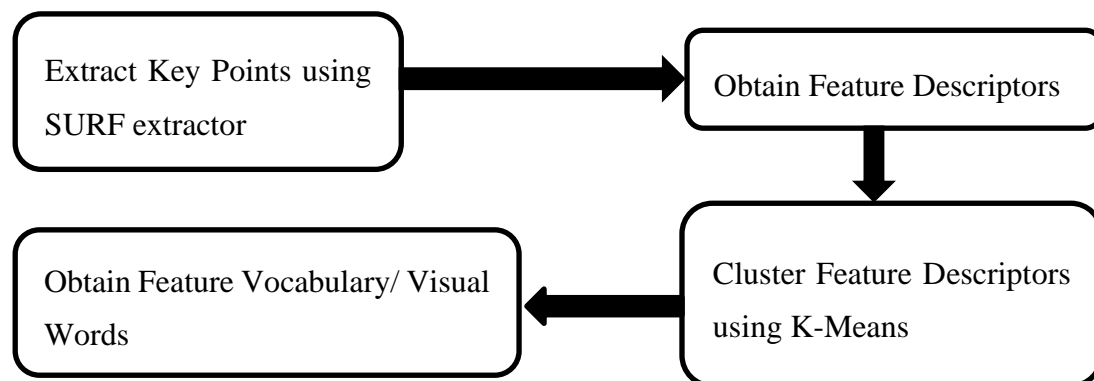 Extract Key Points using
SURF extractor
Obtain Feature Descriptors
Cluster Feature Descriptors
using K-Means
Obtain Feature Vocabulary/ Visual
Words